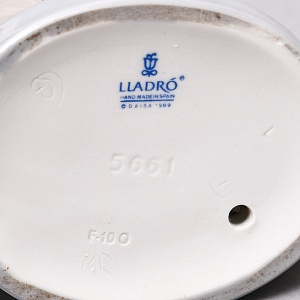 LLADRÓ®
HAND MADE IN SPAIN
© DAISA 1989
5661
F-10 O